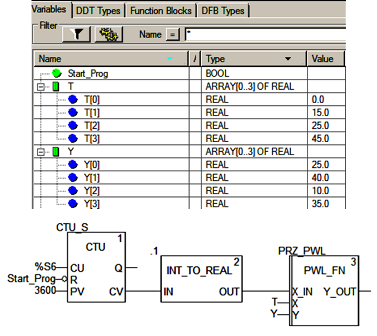 Variables DDT Types Function Blocks DFB Types
Filter
Name = *
Name Type Value
Start_Prog BOOL
T ARRAY[0..3] OF REAL
T[0] REAL 0.0
T[1] REAL 15.0
T[2] REAL 25.0
T[3] REAL 45.0
Y ARRAY[0..3] OF REAL
Y[0] REAL 25.0
Y[1] REAL 40.0
Y[2] REAL 10.0
Y[3] REAL 35.0
CTU_S
CTU 1
.1
INT_TO_REAL 2
PRZ_PWL
PWL_FN 3
%S6 CU Q
Start_Prog R
3600 PV CV
IN OUT
X_IN Y_OUT
T X
Y Y